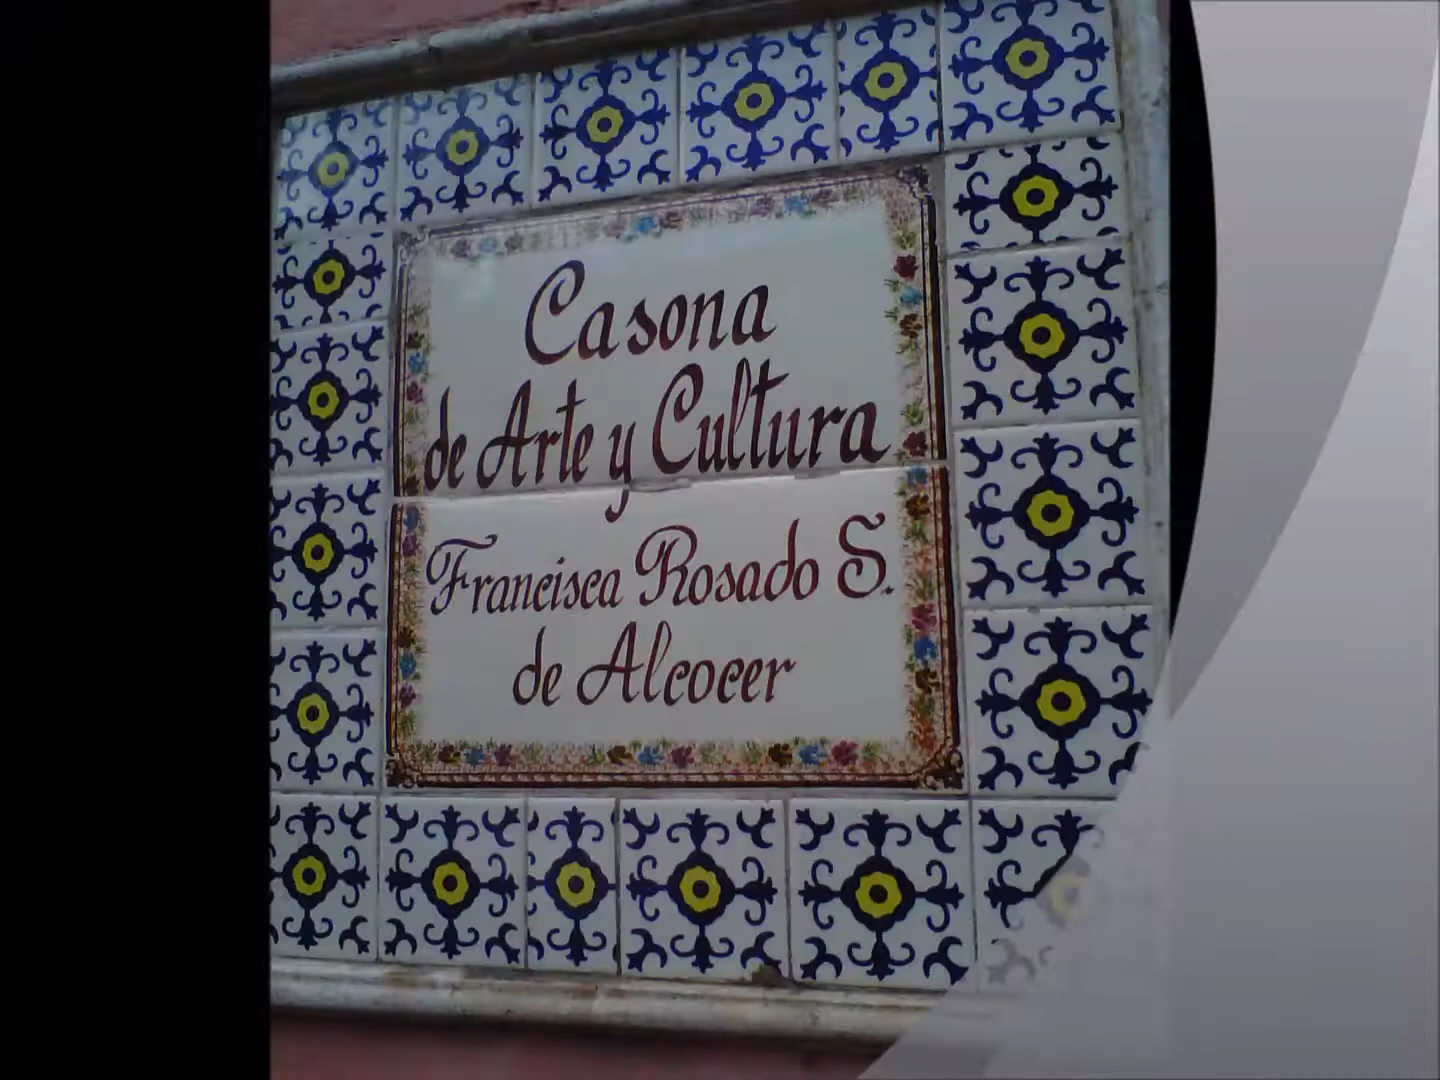 Casona
de Arte y Cultura
Francisca Rosado S.
de Alcocer